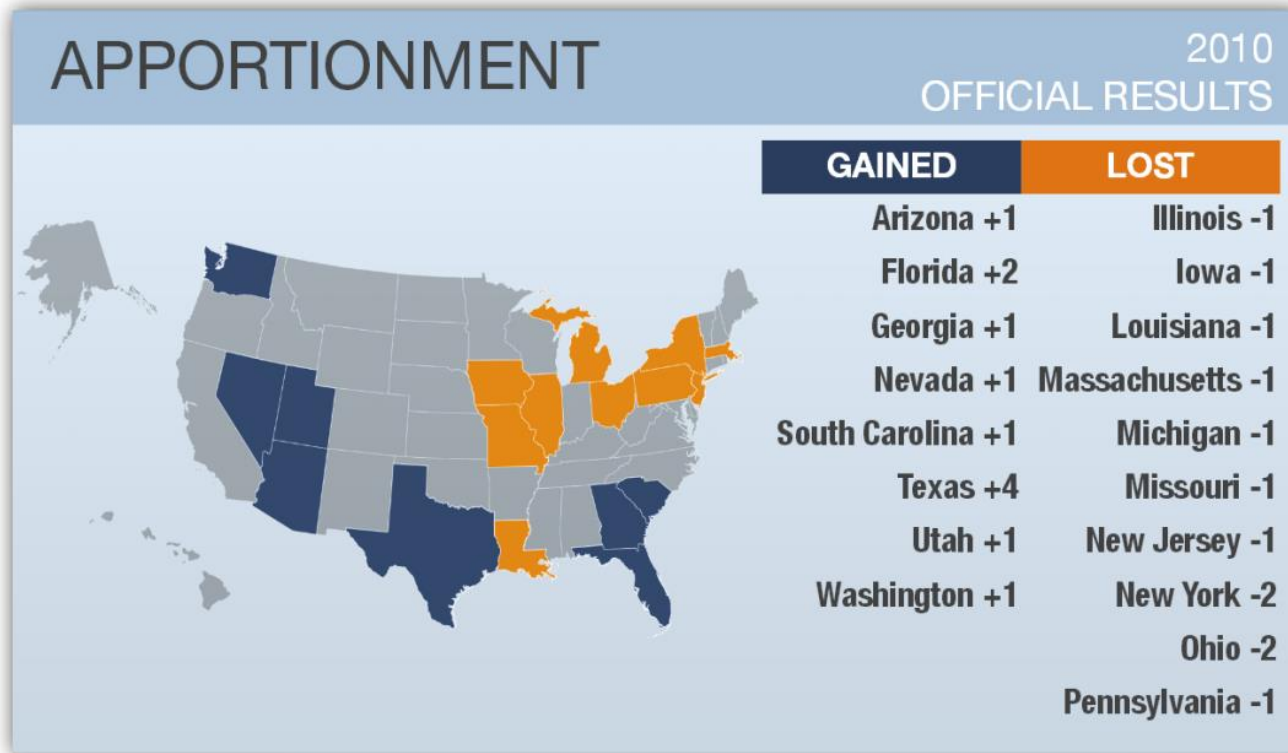 APPORTIONMENT
2010
OFFICIAL RESULTS
GAINED
LOST
Arizona +1
Illinois -1
Florida +2
Iowa -1
Georgia +1
Louisiana -1
Nevada +1
Massachusetts -1
South Carolina +1
Michigan -1
Texas +4
Missouri -1
Utah +1
New Jersey -1
Washington +1
New York -2
Ohio -2
Pennsylvania -1